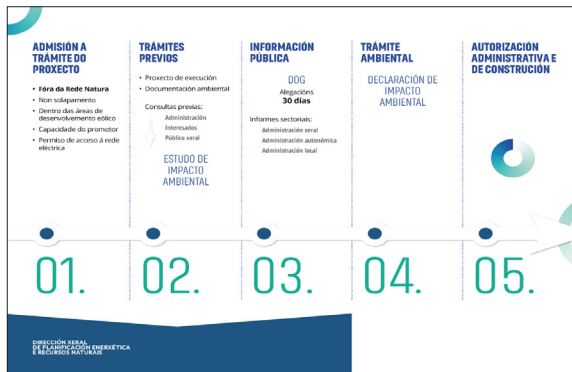 ADMISIÓN A
TRÁMITE DO
PROXECTO
• Fóra da Rede Natura
• Non solapamento
• Dentro das áreas de
desenvolvemento eólico
• Capacidade do promotor
• Permiso de acceso á rede
eléctrica
TRÁMITES
PREVIOS
• Proxecto de execución
• Documentación ambiental
Consultas previas:
Administración
Interesados
Público xeral
ESTUDO DE
IMPACTO
AMBIENTAL
INFORMACIÓN
PÚBLICA
DOG
Alegacións
30 días
Informes sectoriais:
Administración xeral
Administración autonómica
Administración local
TRÁMITE
AMBIENTAL
DECLARACIÓN DE
IMPACTO
AMBIENTAL
AUTORIZACIÓN
ADMINISTRATIVA E
DE CONSTRUCIÓN
01.
02.
03.
04.
05.
DIRECCIÓN XERAL
DE PLANIFICACIÓN ENERXÉTICA
E RECURSOS NATURAIS